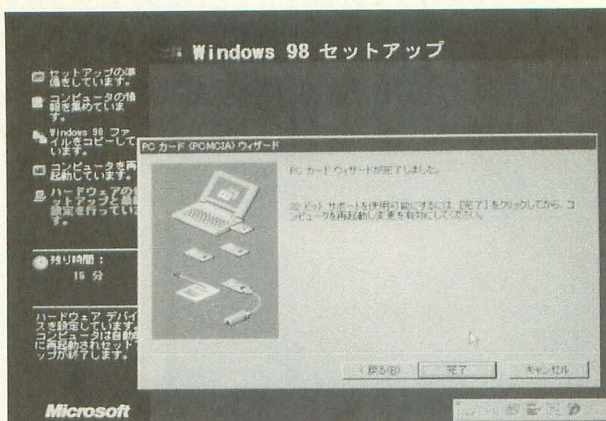 Windows 98 セットアップ
セットアップの準
備をしています。
コンピュータの情
報を集めていま
す。
Windows 98 ファ
イルをコピーして
います。
コンピュータを再
起動しています。
ハードウェアの
ットアップと最
設定を行ってい
す。
残り時間 :
15 分
ハードウェア デバイ
スを設定しています。
コンピュータは自動
に再起動されセット
ップが終了します。
Microsoft
PC カード (PCMCIA) ウィザード
PC カード ウィザードが完了しました。
32 ビット サポートを使用可能にするには、[完了] をクリックしてから、コ
ンピュータを再起動し変更を有効にしてください。
< 戻る(B)
完了
キャンセル